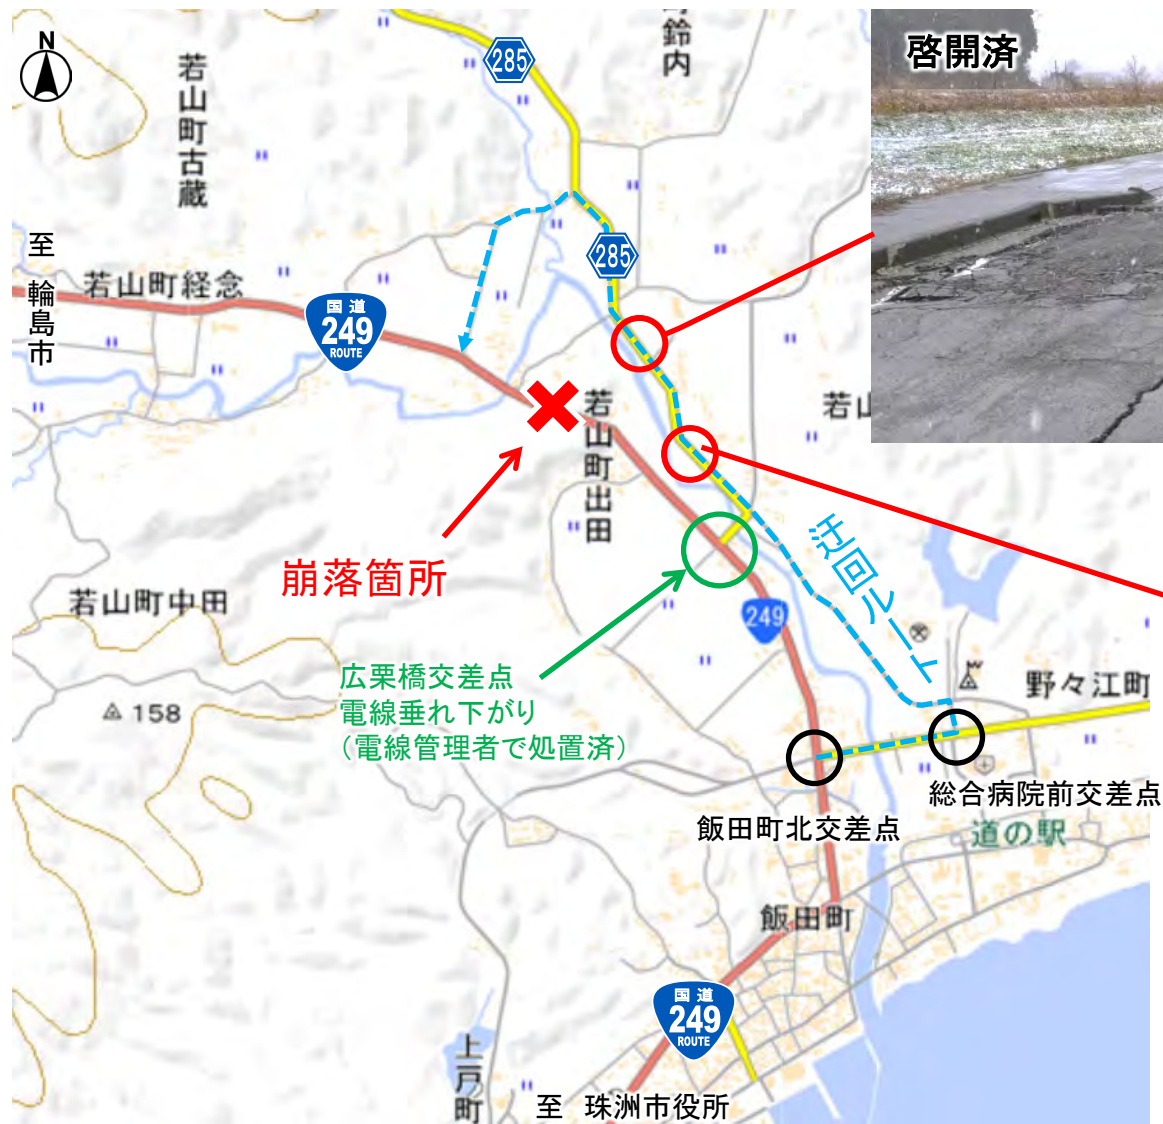 N
啓開済
鈴内
285
若山町古蔵
285
至 輪島市
若山町経念
国道
249
ROUTE
若山町出田
若山
崩落箇所
迂回ルート
若山町中田
249
広栗橋交差点
電線垂れ下がり
（電線管理者で処置済）
野々江町
158
総合病院前交差点
飯田町北交差点
道の駅
飯田町
国道
249
ROUTE
上戸町
至 珠洲市役所